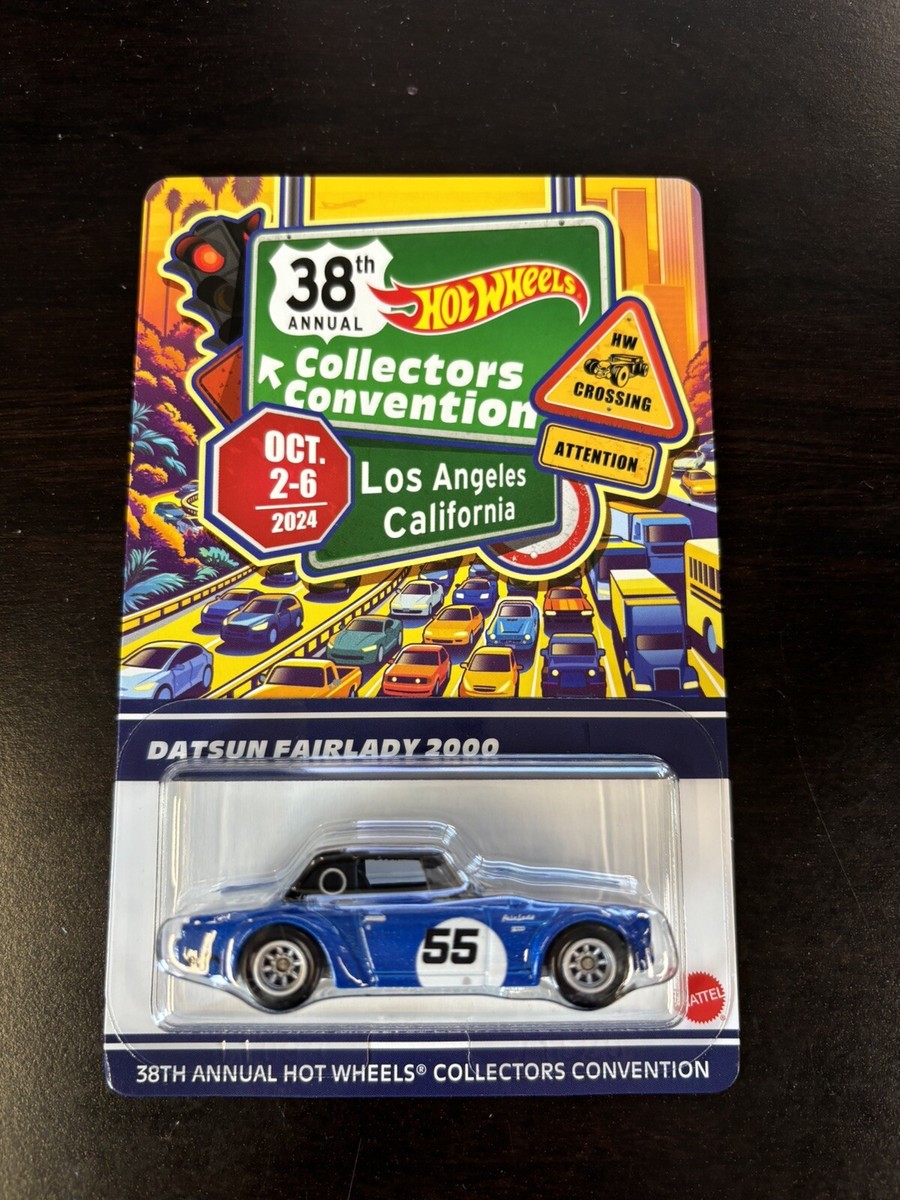 38th
ANNUAL
HOT WHEELS
Collectors
Convention
HW
CROSSING
ATTENTION
OCT.
2-6
2024
Los Angeles
California
DATSUN FAIRLADY 2000
55
Fairlady
MATTEL
38TH ANNUAL HOT WHEELS® COLLECTORS CONVENTION